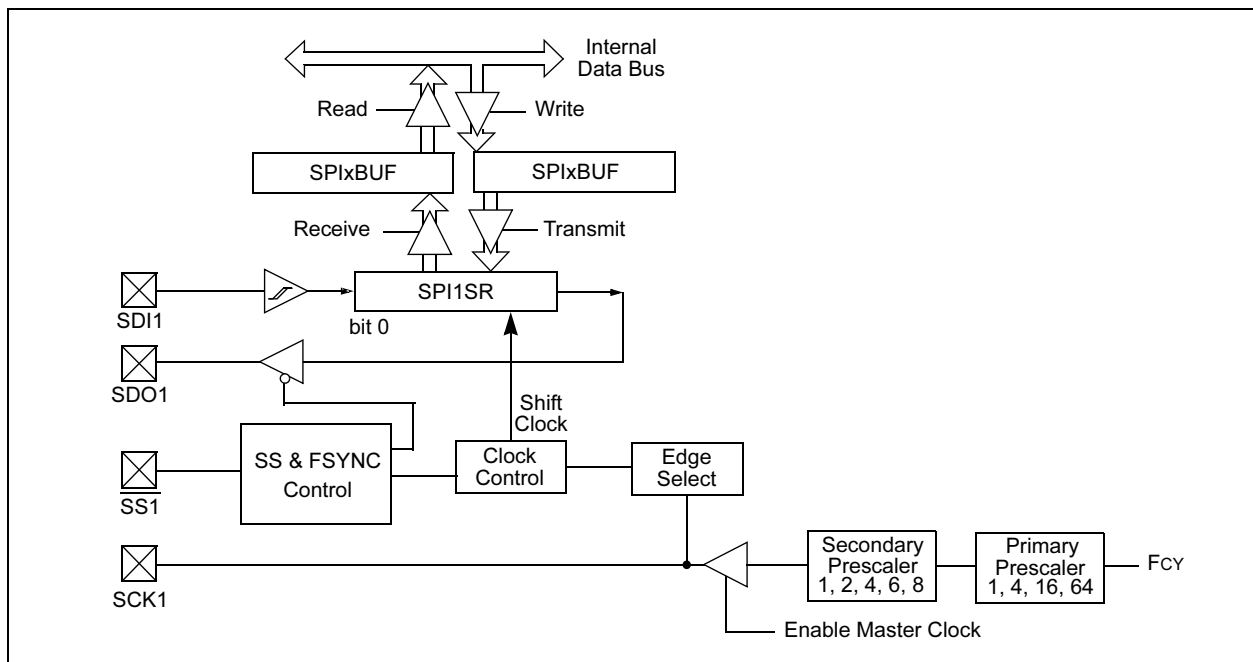 Internal
Data Bus
Read
Write
SPIxBUF
SPIxBUF
Receive
Transmit
SDI1
SPI1SR
bit 0
SDO1
Shift
Clock
SS & FSYNC
Control
Clock
Control
Edge
Select
SS1
Secondary
Prescaler
1, 2, 4, 6, 8
Primary
Prescaler
1, 4, 16, 64
FCY
SCK1
Enable Master Clock